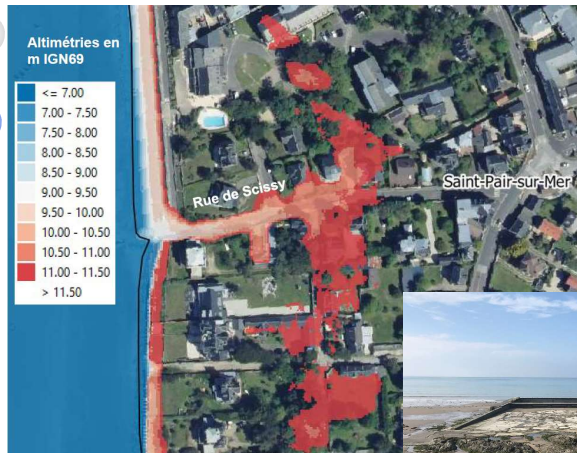 Altimétries en
m IGN69
<= 7.00
7.00 - 7.50
7.50 - 8.00
8.00 - 8.50
8.50 - 9.00
9.00 - 9.50
9.50 - 10.00
10.00 - 10.50
10.50 - 11.00
11.00 - 11.50
> 11.50
Rue de Scissy
Saint-Pair-sur-Mer